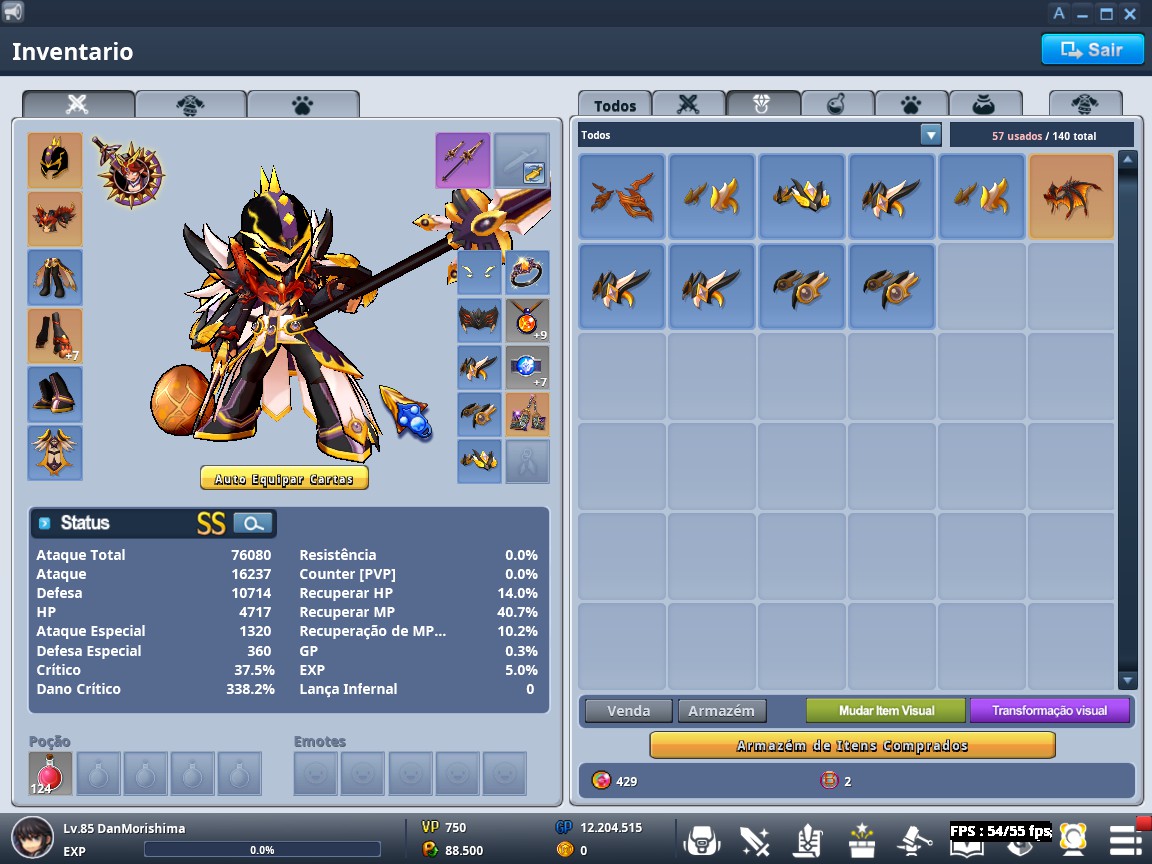 A
Inventario
Sair
Todos
Todos
57 usados / 140 total
+9
+7
+7
Auto Equipar Cartas
Status SS
Ataque Total 76080 Resistência 0.0%
Ataque 16237 Counter [PVP] 0.0%
Defesa 10714 Recuperar HP 14.0%
HP 4717 Recuperar MP 40.7%
Ataque Especial 1320 Recuperação de MP... 10.2%
Defesa Especial 360 GP 0.3%
Crítico 37.5% EXP 5.0%
Dano Crítico 338.2% Lança Infernal 0
Venda Armazém Mudar Item Visual Transformação visual
Armazém de Itens Comprados
Poção Emotes
124
429 2
Lv.85 DanMorishima
EXP 0.0%
VP 750 GP 12.204.515
88.500 0
FPS : 54/55 fps